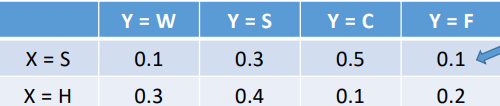 Y = W Y = S Y = C Y = F
X = S 0.1 0.3 0.5 0.1
X = H 0.3 0.4 0.1 0.2